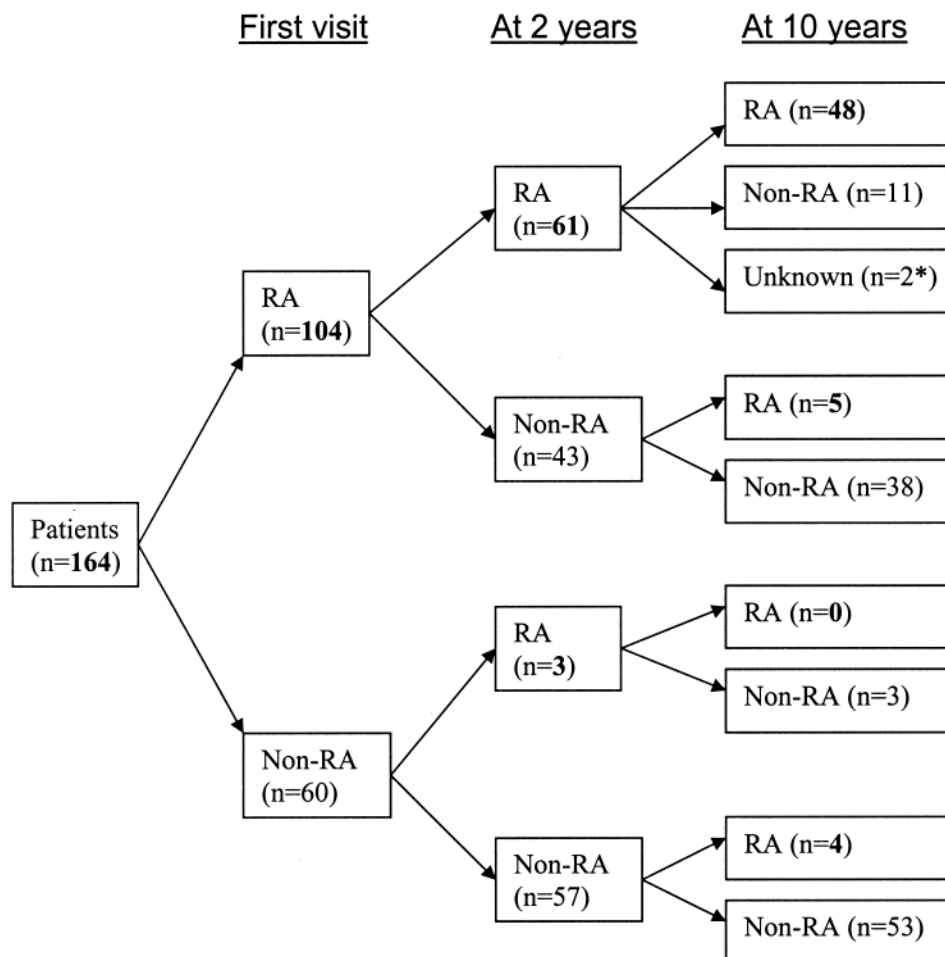 First visit At 2 years At 10 years
RA (n=48)
RA
(n=61)
Non-RA (n=11)
Unknown (n=2*)
RA
(n=104)
Non-RA
(n=43)
RA (n=5)
Non-RA (n=38)
Patients
(n=164)
RA
(n=3)
RA (n=0)
Non-RA (n=3)
Non-RA
(n=60)
Non-RA
(n=57)
RA (n=4)
Non-RA (n=53)